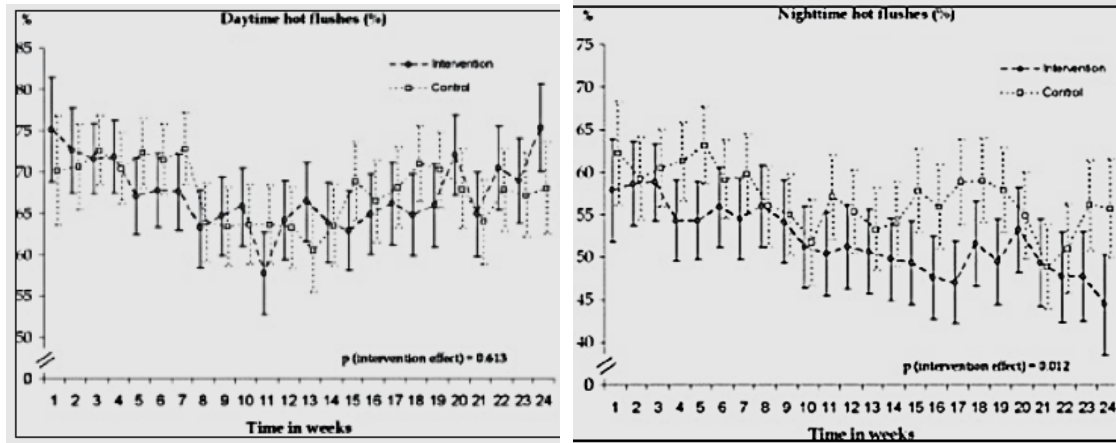 Daytime hot flushes (%)
%
85
80
75
70
65
60
55
50
0
Intervention
Control
p (intervention effect) = 0.613
1 2 3 4 5 6 7 8 9 10 11 12 13 14 15 16 17 18 19 20 21 22 23 24
Time in weeks
Nighttime hot flushes (%)
%
75
70
65
60
55
50
45
40
0
Intervention
Control
p (intervention effect) = 0.012
1 2 3 4 5 6 7 8 9 10 11 12 13 14 15 16 17 18 19 20 21 22 23 24
Time in weeks